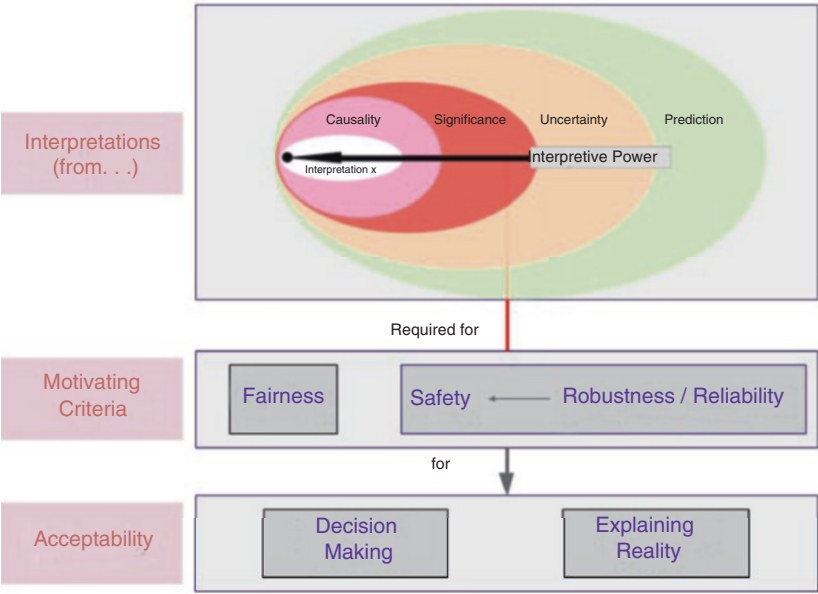 Interpretations
(from. . .)
Causality
Significance
Uncertainty
Prediction
Interpretation x
Interpretive Power
Required for
Motivating
Criteria
Fairness
Safety
Robustness / Reliability
for
Acceptability
Decision
Making
Explaining
Reality